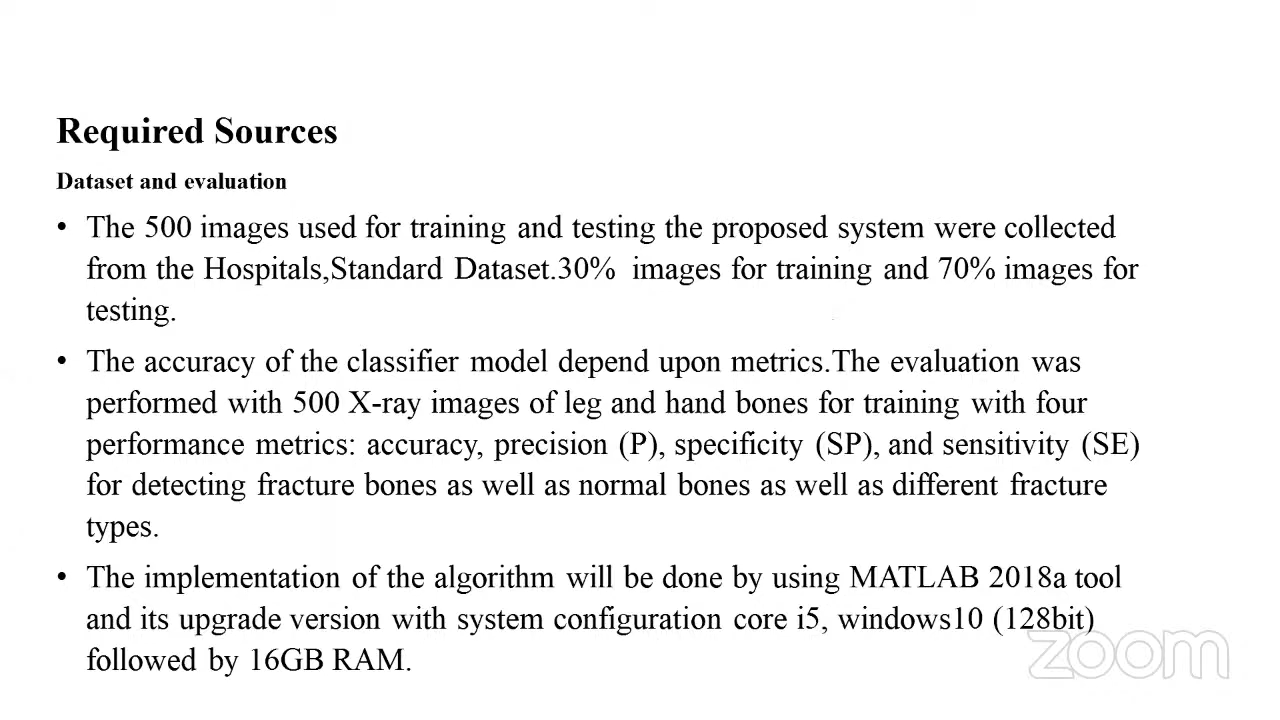 Required Sources
Dataset and evaluation
• The 500 images used for training and testing the proposed system were collected
from the Hospitals,Standard Dataset.30% images for training and 70% images for
testing.
• The accuracy of the classifier model depend upon metrics.The evaluation was
performed with 500 X-ray images of leg and hand bones for training with four
performance metrics: accuracy, precision (P), specificity (SP), and sensitivity (SE)
for detecting fracture bones as well as normal bones as well as different fracture
types.
• The implementation of the algorithm will be done by using MATLAB 2018a tool
and its upgrade version with system configuration core i5, windows10 (128bit)
followed by 16GB RAM.
zoom